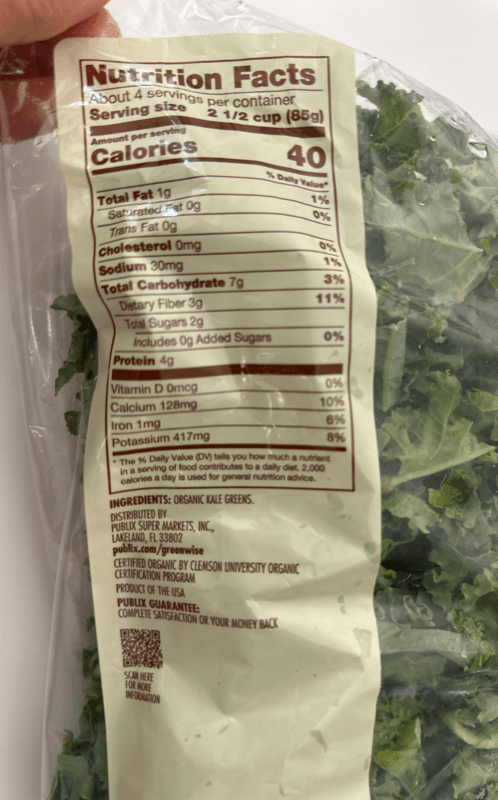 Nutrition Facts
About 4 servings per container
Serving size 2 1/2 cup (85g)
Amount per serving
Calories 40
% Daily Value*
Total Fat 1g 1%
Saturated Fat 0g 0%
Trans Fat 0g
Cholesterol 0mg 0%
Sodium 30mg 1%
Total Carbohydrate 7g 3%
Dietary Fiber 3g 11%
Total Sugars 2g
Includes 0g Added Sugars 0%
Protein 4g
Vitamin D 0mcg 0%
Calcium 128mg 10%
Iron 1mg 6%
Potassium 417mg 8%
* The % Daily Value (DV) tells you how much a nutrient
in a serving of food contributes to a daily diet. 2,000
calories a day is used for general nutrition advice.
INGREDIENTS: ORGANIC KALE GREENS.
DISTRIBUTED BY
PUBLIX SUPER MARKETS, INC.,
LAKELAND, FL 33802
publix.com/greenwise
CERTIFIED ORGANIC BY CLEMSON UNIVERSITY ORGANIC
CERTIFICATION PROGRAM
PRODUCT OF THE USA
PUBLIX GUARANTEE:
COMPLETE SATISFACTION OR YOUR MONEY BACK
SCAN HERE
FOR MORE
INFORMATION